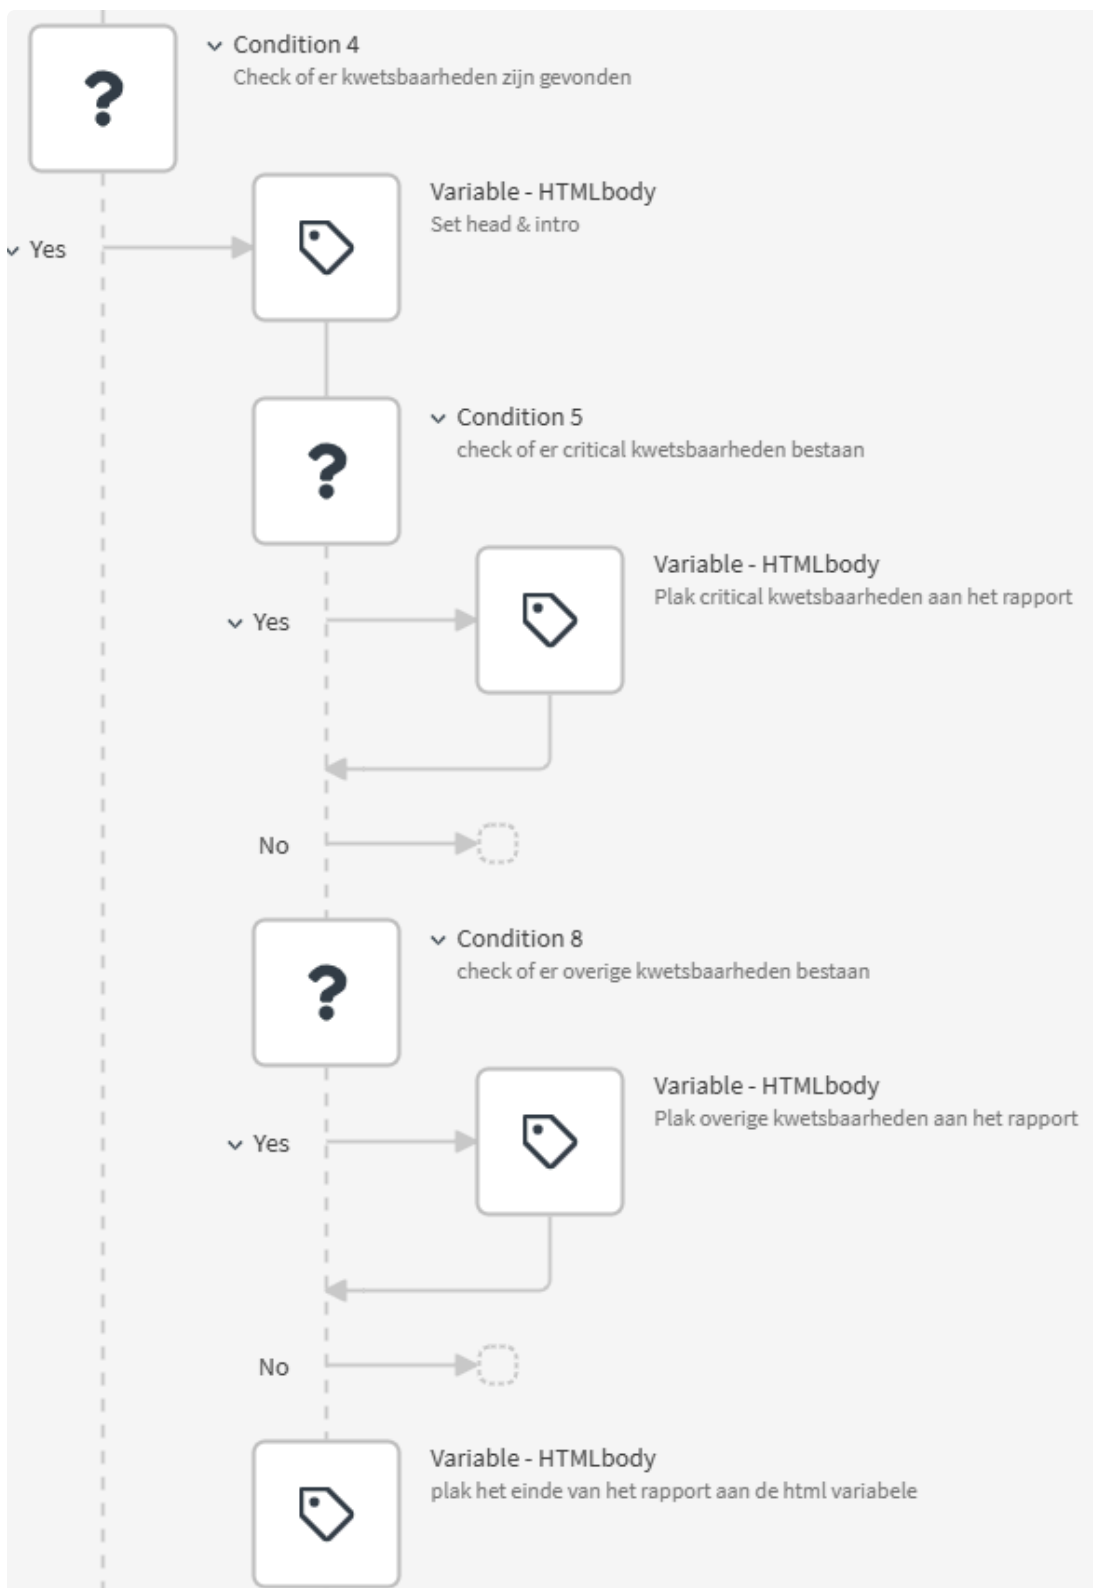 Condition 4
Check of er kwetsbaarheden zijn gevonden
Variable - HTMLbody
Set head & intro
Yes
Condition 5
check of er critical kwetsbaarheden bestaan
Variable - HTMLbody
Plak critical kwetsbaarheden aan het rapport
Yes
No
Condition 8
check of er overige kwetsbaarheden bestaan
Variable - HTMLbody
Plak overige kwetsbaarheden aan het rapport
Yes
No
Variable - HTMLbody
plak het einde van het rapport aan de html variabele